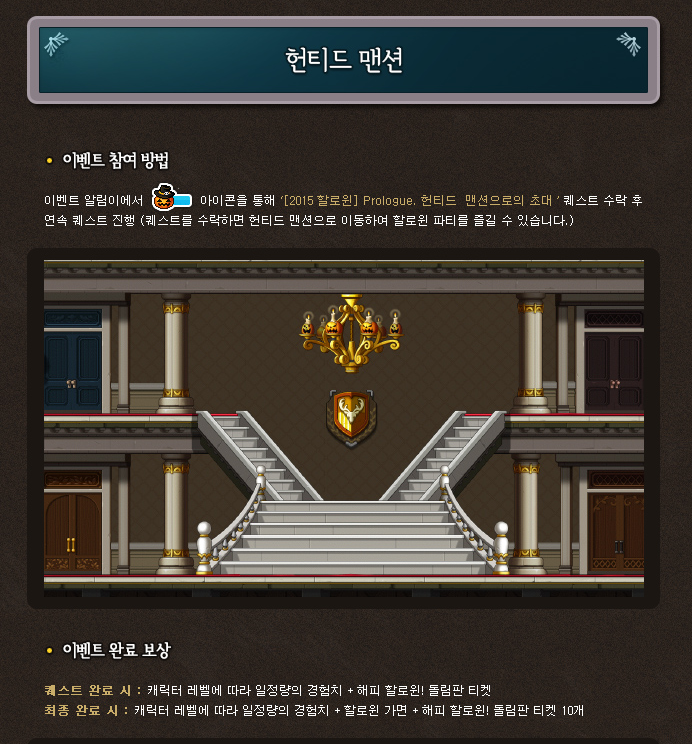 헌티드 맨션
이벤트 참여 방법
이벤트 알림이에서 아이콘을 통해 '[2015 할로윈] Prologue. 헌티드 맨션으로의 초대 ' 퀘스트 수락 후
연속 퀘스트 진행 (퀘스트를 수락하면 헌티드 맨션으로 이동하여 할로윈 파티를 즐길 수 있습니다.)
이벤트 완료 보상
퀘스트 완료 시 : 캐릭터 레벨에 따라 일정량의 경험치 + 해피 할로윈! 돌림판 티켓
최종 완료 시 : 캐릭터 레벨에 따라 일정량의 경험치 + 할로윈 가면 + 해피 할로윈! 돌림판 티켓 10개